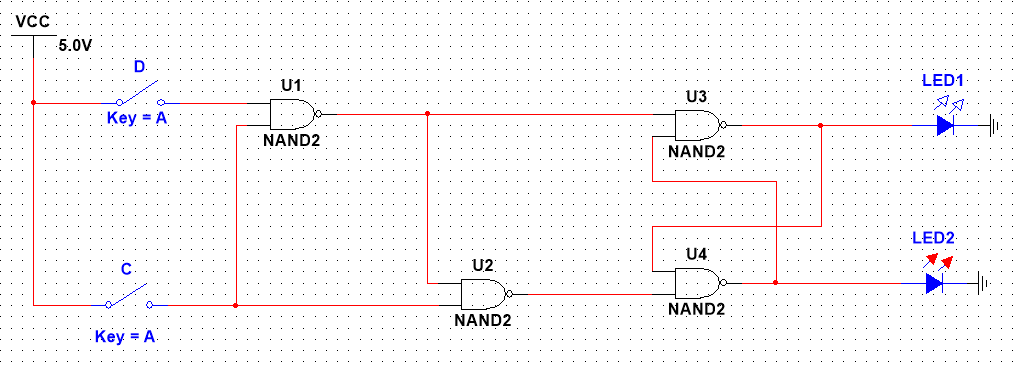 VCC
5.0V
D
Key = A
U1
NAND2
U3
NAND2
LED1
C
Key = A
U2
NAND2
U4
NAND2
LED2